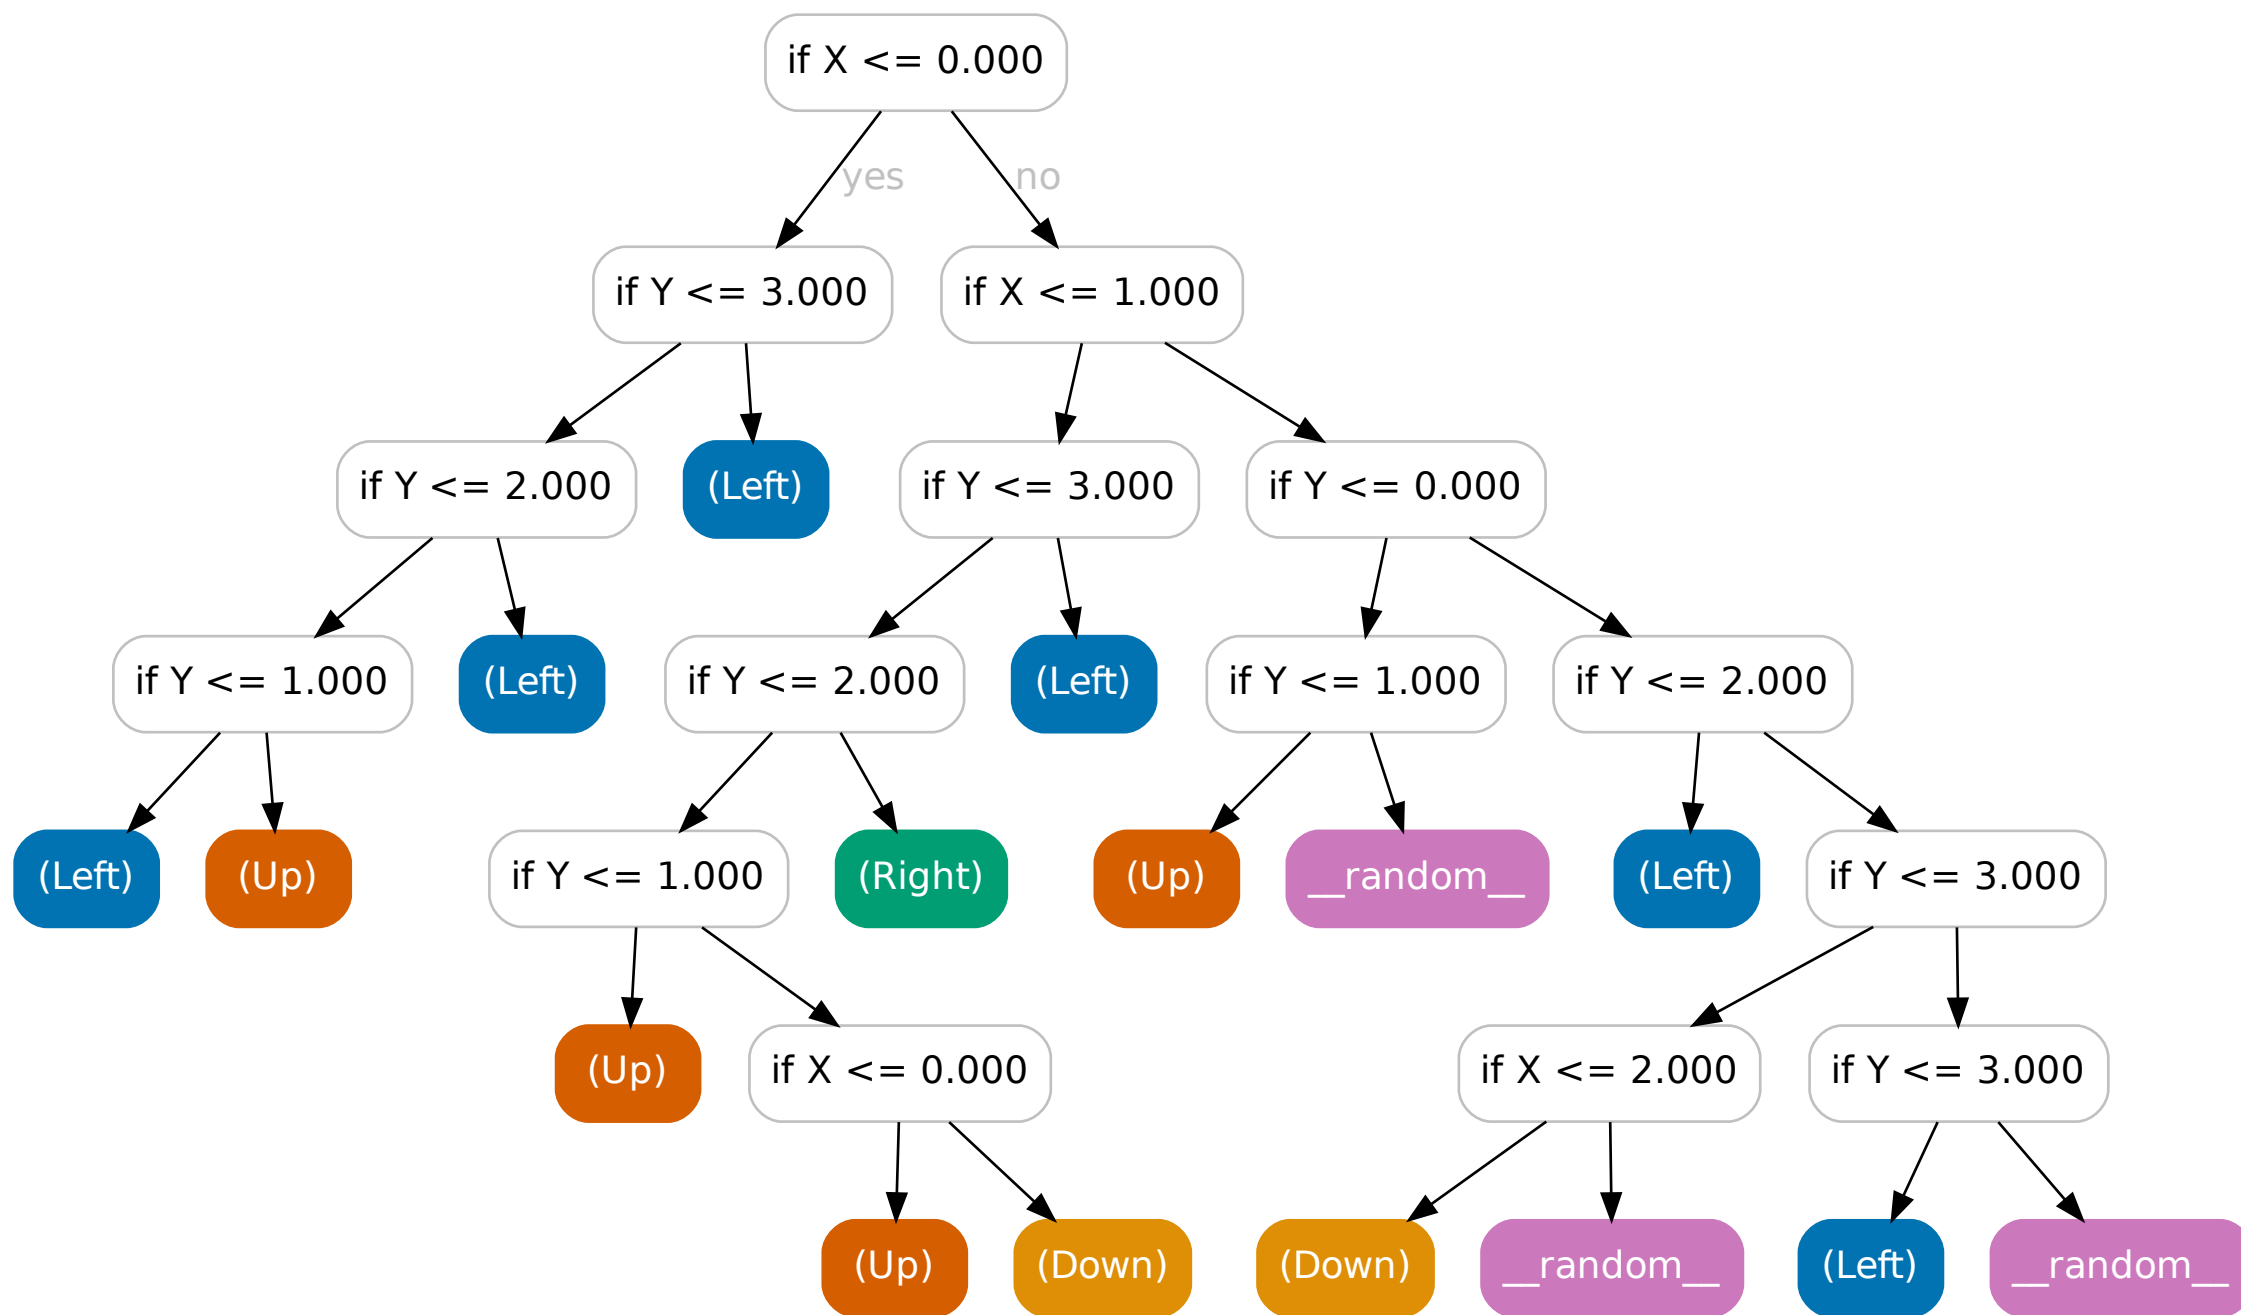 if X <= 0.000
yes
no
if Y <= 3.000
if X <= 1.000
if Y <= 2.000
(Left)
if Y <= 3.000
if Y <= 0.000
if Y <= 1.000
(Left)
if Y <= 2.000
(Left)
if Y <= 1.000
if Y <= 2.000
(Left)
(Up)
if Y <= 1.000
(Right)
(Up)
__random__
(Left)
if Y <= 3.000
(Up)
if X <= 0.000
if X <= 2.000
if Y <= 3.000
(Up)
(Down)
(Down)
__random__
(Left)
__random__